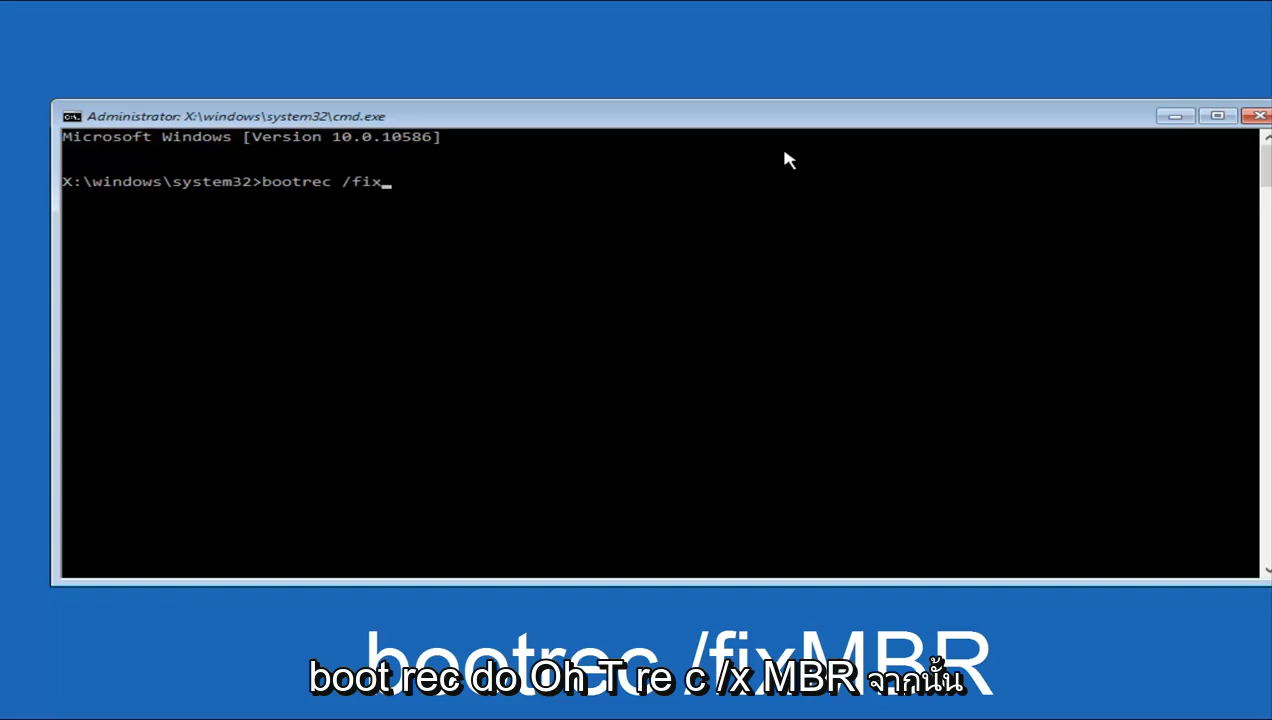 Administrator: X:\windows\system32\cmd.exe
Microsoft Windows [Version 10.0.10586]
X:\windows\system32>bootrec /fix_
bootrec /fixMBR
boot rec do Oh T re c /x MBR จากนั้น